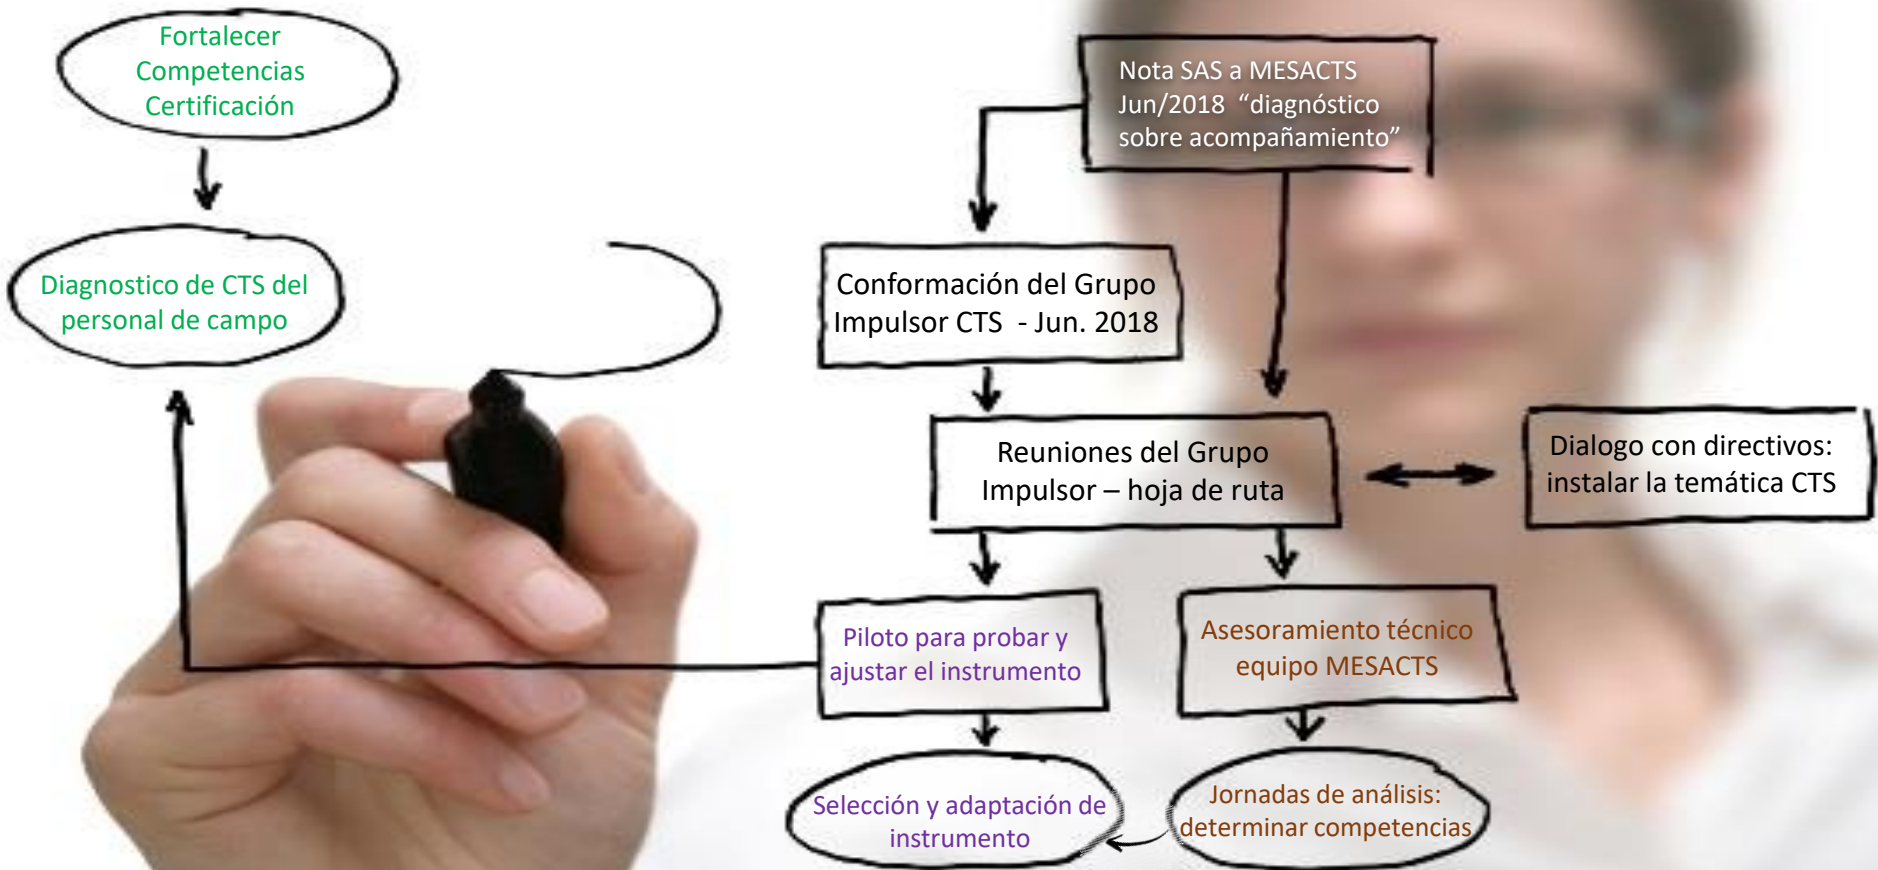 Fortalecer
Competencias
Certificación
Diagnostico de CTS del
personal de campo
Nota SAS a MESACTS
Jun/2018 “diagnóstico
sobre acompañamiento”
Conformación del Grupo
Impulsor CTS - Jun. 2018
Reuniones del Grupo
Impulsor – hoja de ruta
Dialogo con directivos:
instalar la temática CTS
Piloto para probar y
ajustar el instrumento
Asesoramiento técnico
equipo MESACTS
Selección y adaptación de
instrumento
Jornadas de análisis:
determinar competencias